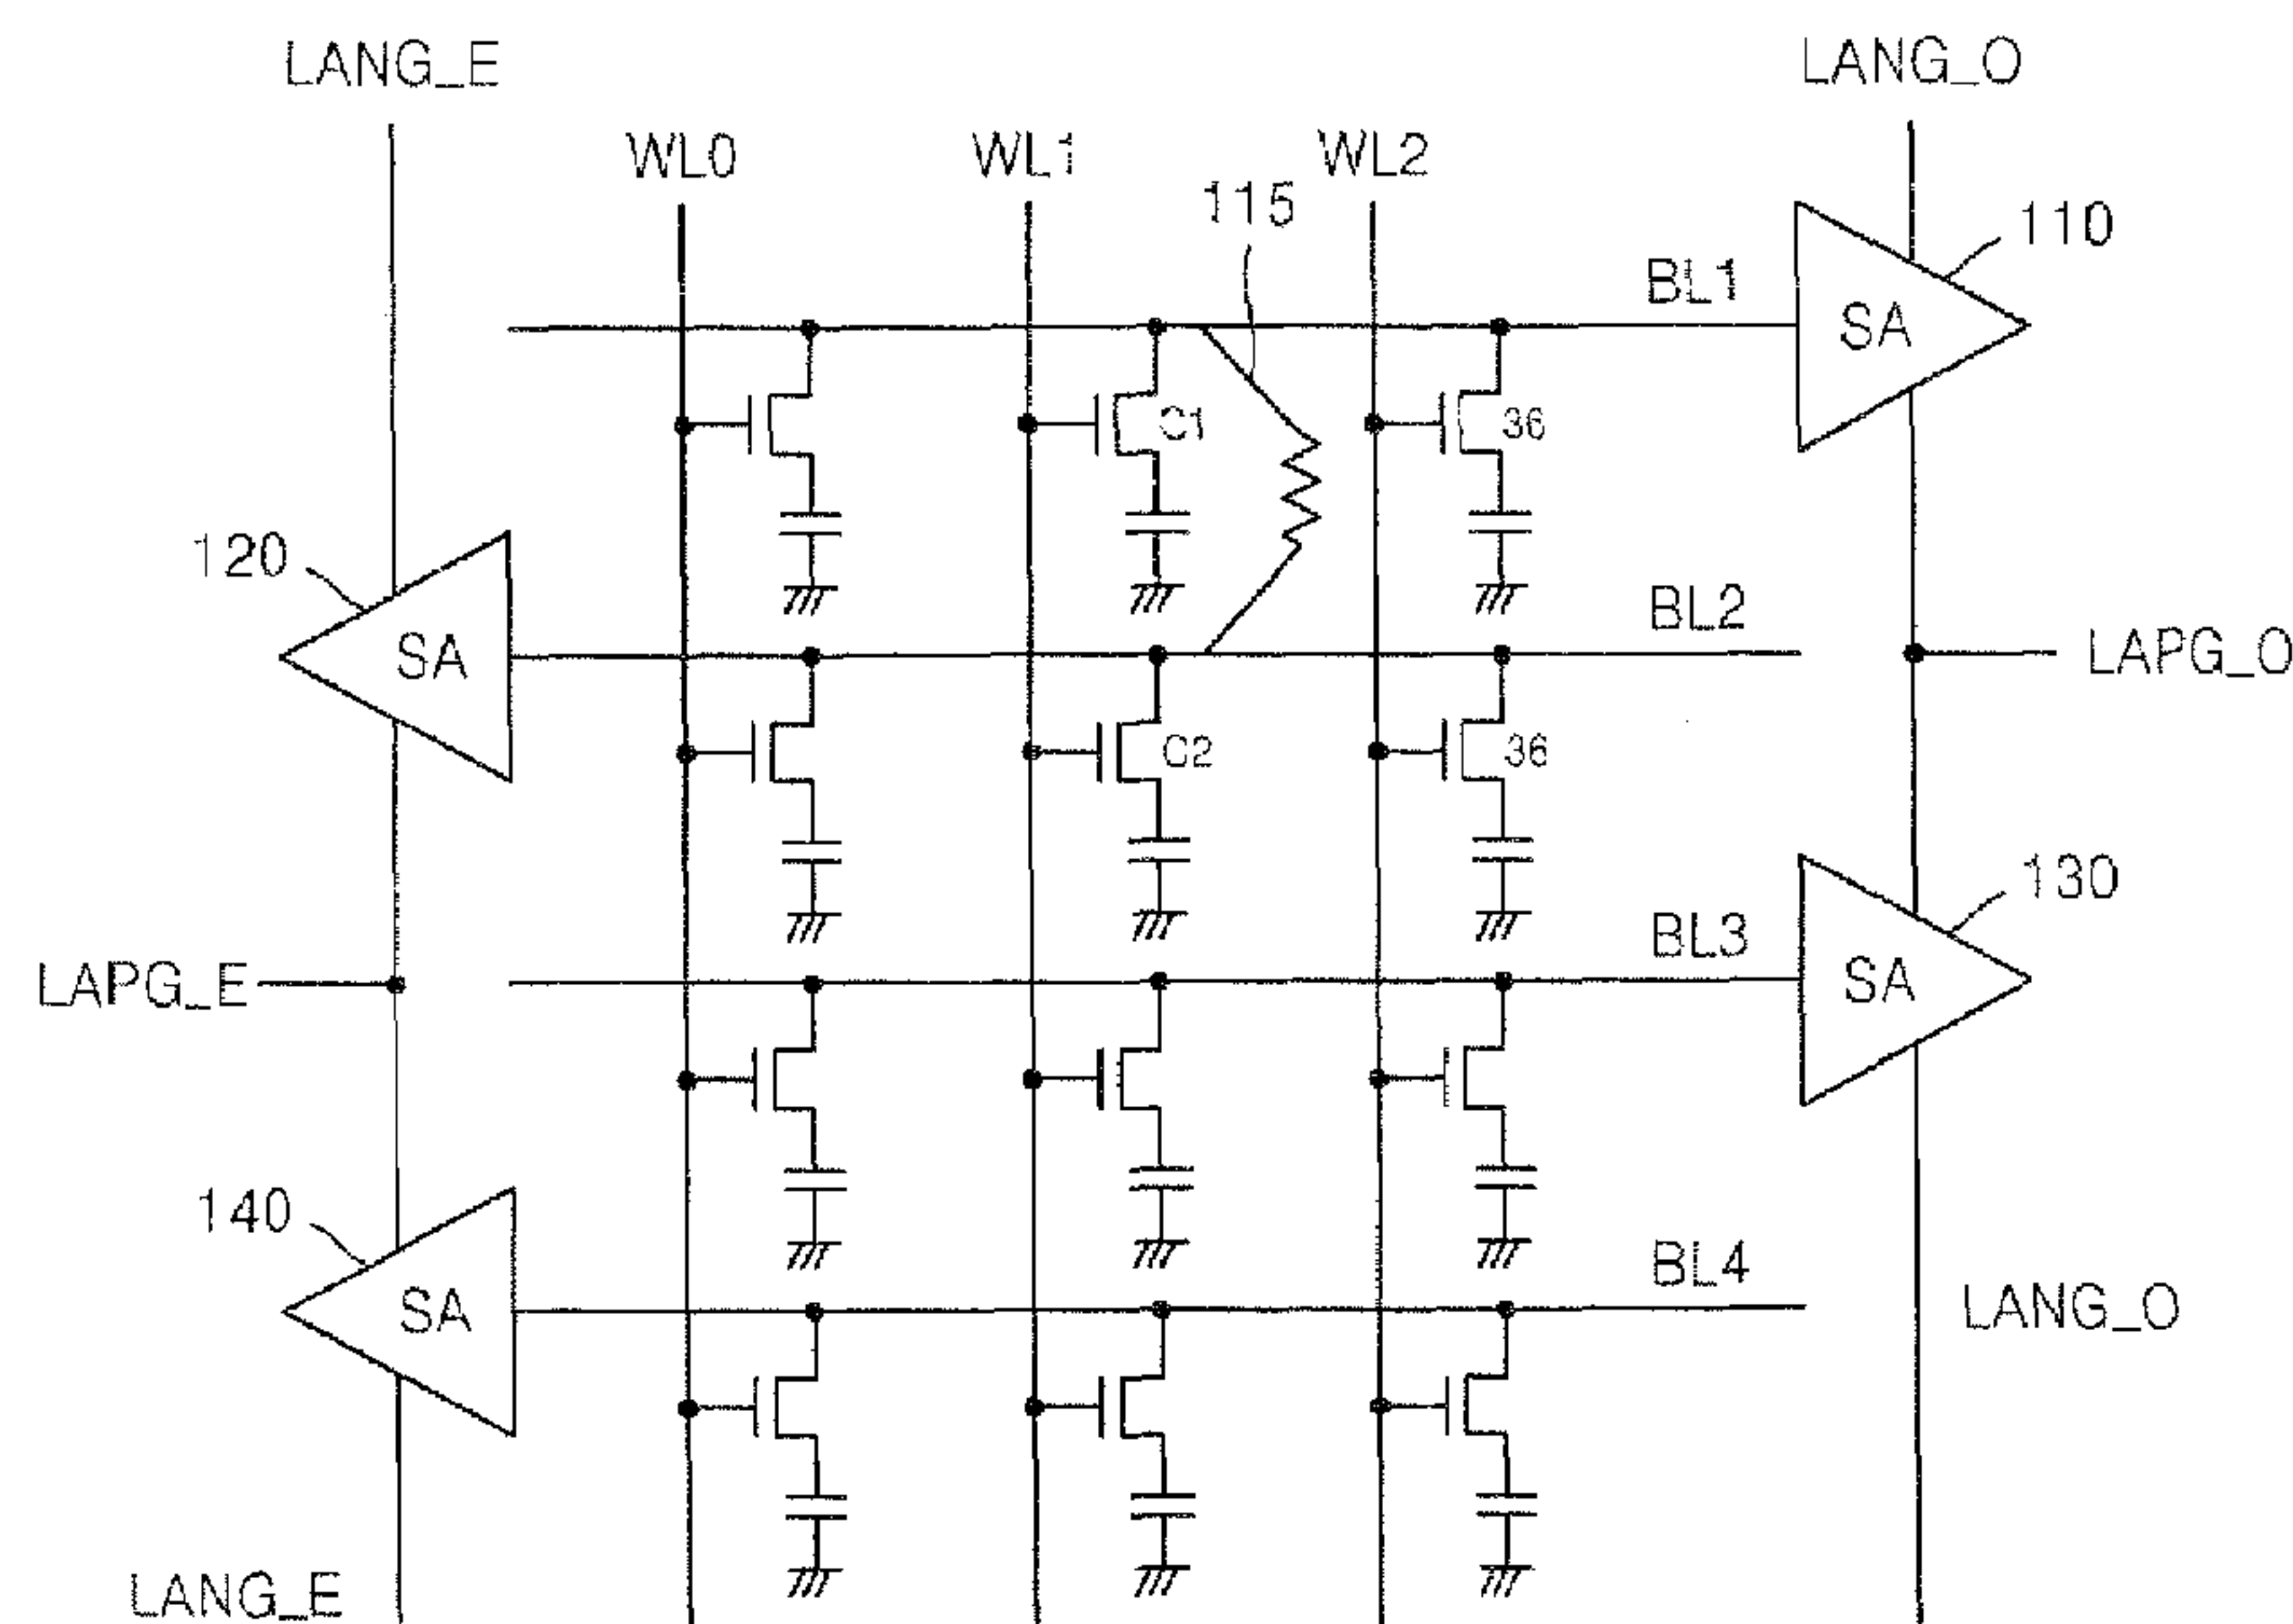 LANG_E
LANG_O
WL0
WL1
WL2
115
110
BL1
SA
C1
36
120
SA
BL2
LAPG_O
C2
36
130
BL3
SA
LAPG_E
140
SA
BL4
LANG_O
LANG_E